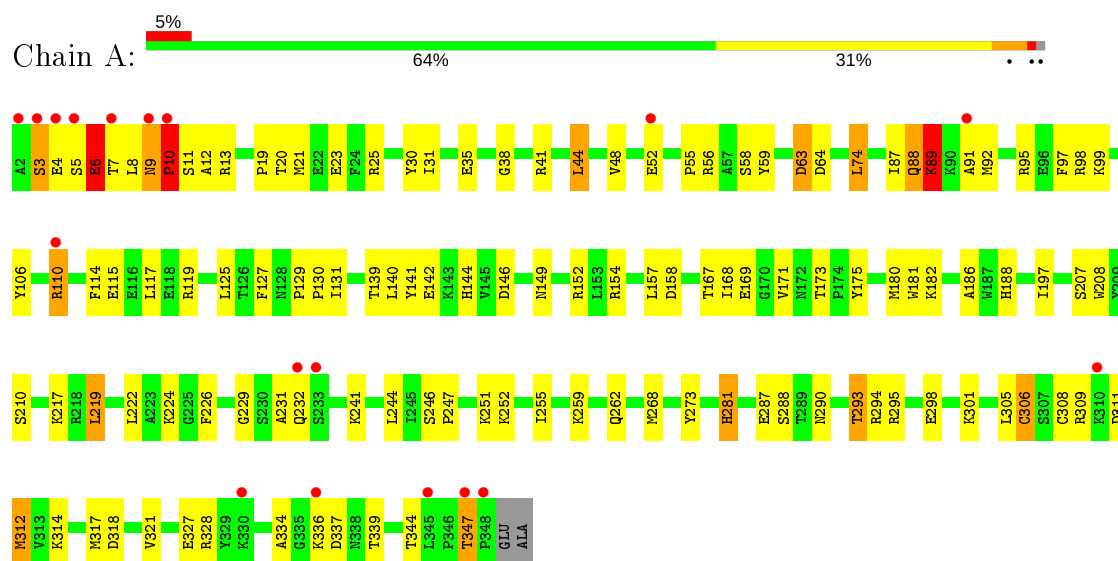 5%
Chain A:
64% 31% • • •
A2 S3 E4 S5 E6 T7 L8 N9 P10 S11 A12 R13 P19 T20 M21 E22 E23 F24 R25 Y30 I31 E35 G38 R41 L44 V48 E52 P55 R56 A57 S58 Y59 D63 D64 L74 I87 Q88 K89 K90 A91 M92 R95 E96 F97 R98 K99
Y106 R110 F114 E115 E116 L117 E118 R119 L125 T126 F127 N128 P129 P130 I131 T139 L140 Y141 E142 K143 H144 V145 D146 N149 R152 L153 R154 L157 D158 T167 I168 E169 G170 V171 N172 T173 P174 Y175 M180 W181 K182 A186 W187 H188 I197 S207 W208
S210 K217 R218 L219 L222 A223 K224 G225 F226 G229 S230 A231 Q232 S233 K241 L244 I245 S246 P247 K251 K252 I255 K259 Q262 M268 Y273 H281 E287 S288 T289 N290 T293 R294 R295 E298 K301 L305 C306 S307 C308 R309 K310
M312 V313 K314 M317 D318 V321 E327 R328 Y329 K330 A334 G335 K336 D337 N338 T339 T344 L345 P346 T347 P348 GLU ALA